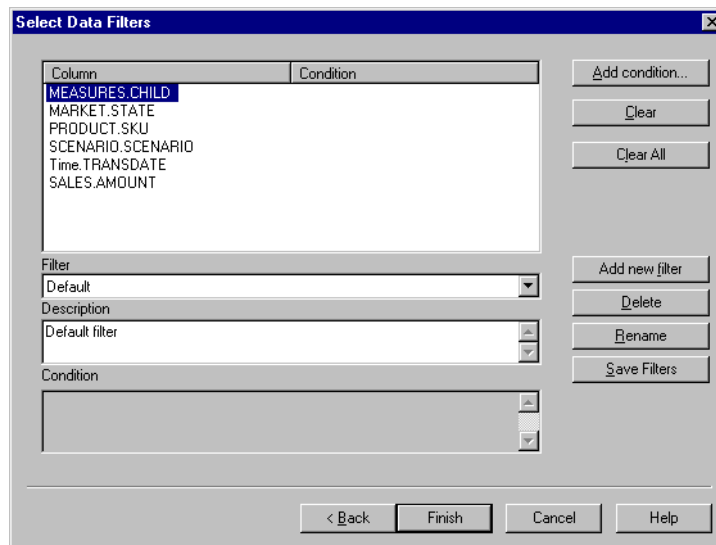 Select Data Filters
Column Condition
MEASURES.CHILD
MARKET.STATE
PRODUCT.SKU
SCENARIO.SCENARIO
Time.TRANSDATE
SALES.AMOUNT
Add condition...
Clear
Clear All
Filter
Default
Description
Default filter
Condition
Add new filter
Delete
Rename
Save Filters
< Back Finish Cancel Help